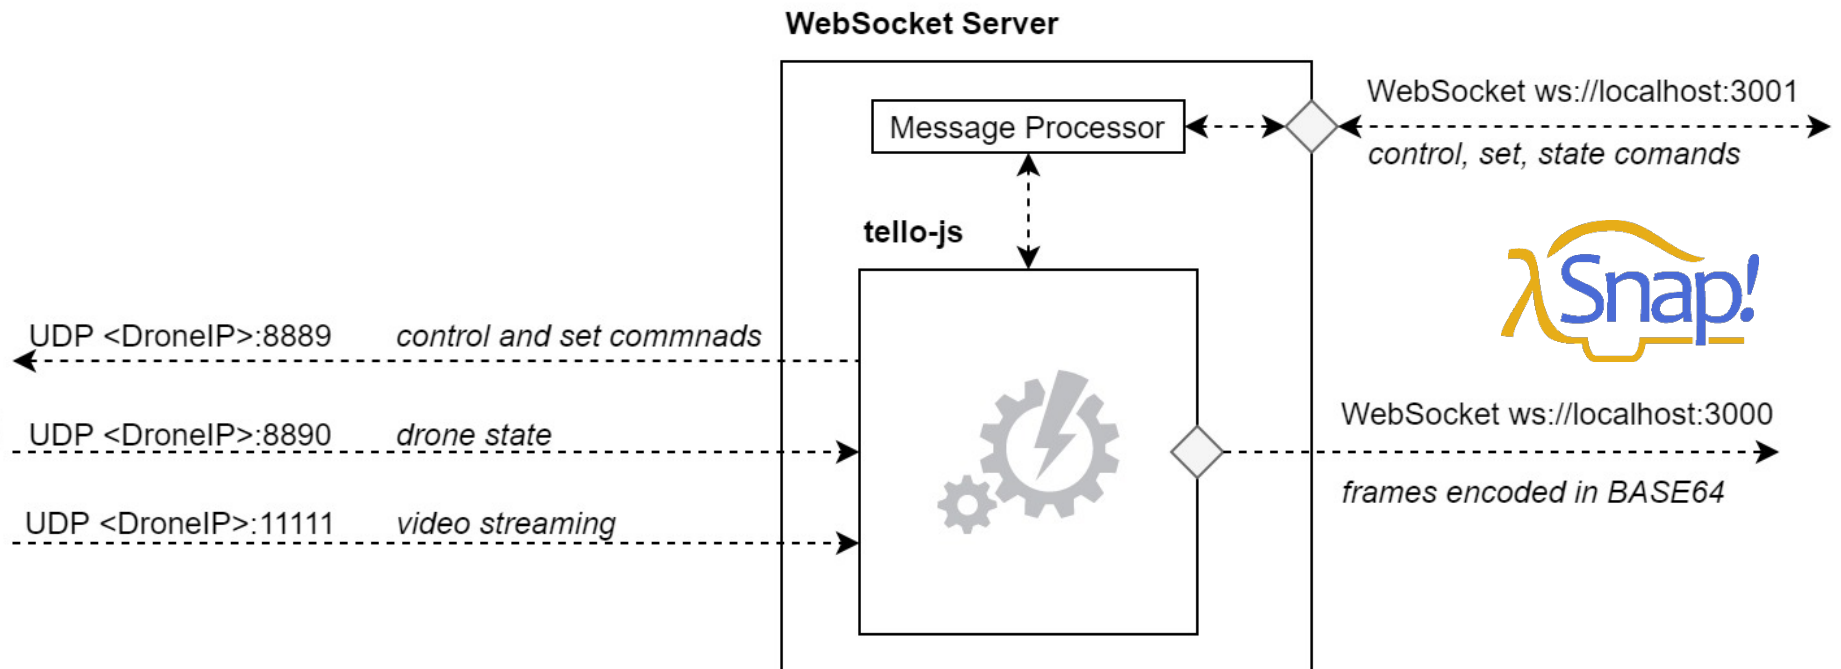 WebSocket Server
Message Processor
WebSocket ws://localhost:3001
control, set, state comands
tello-js
λSnap!
UDP <DroneIP>:8889 control and set commnads
UDP <DroneIP>:8890 drone state
UDP <DroneIP>:11111 video streaming
WebSocket ws://localhost:3000
frames encoded in BASE64